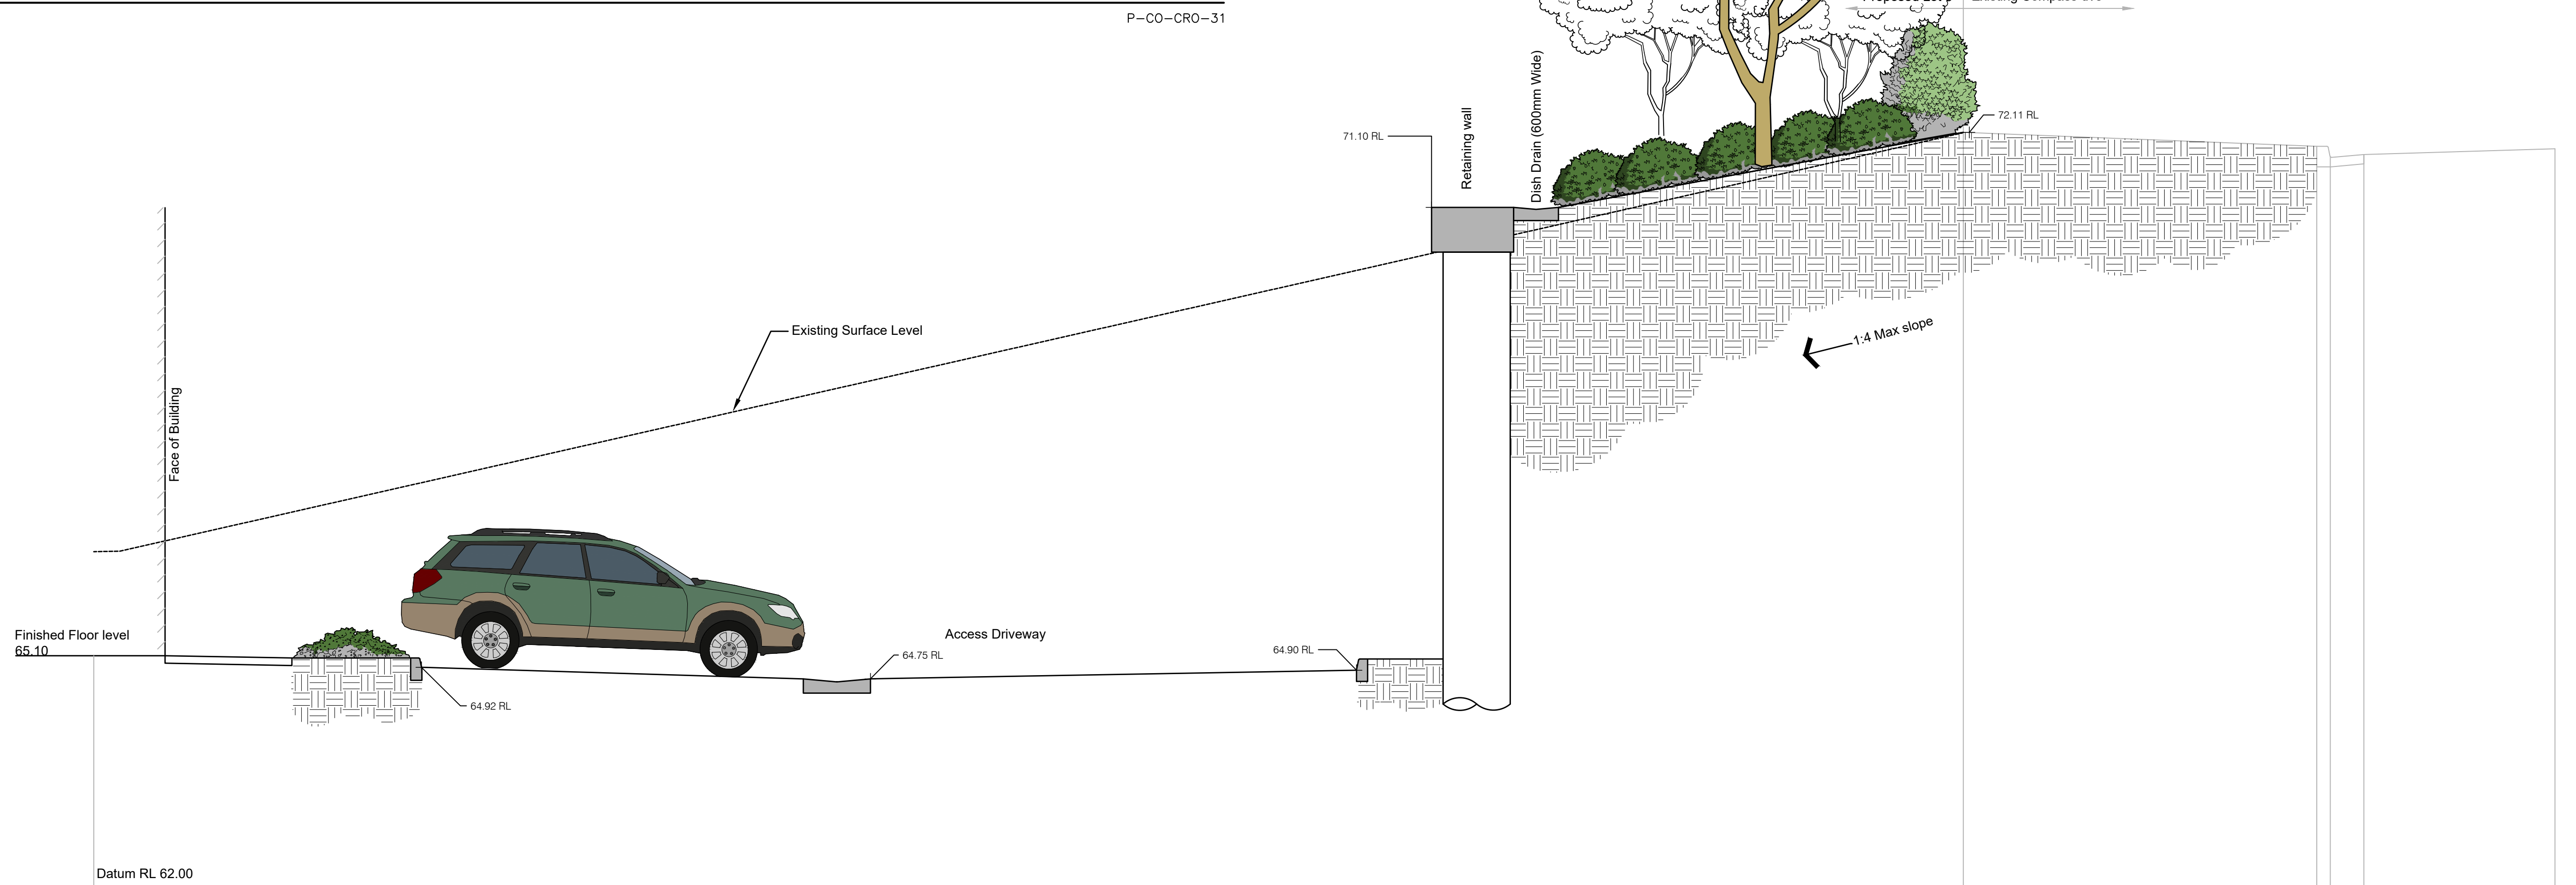 P-CO-CRO-31
72.11 RL
71.10 RL
Retaining wall
Dish Drain (600mm Wide)
Existing Surface Level
1:4 Max slope
Face of Building
Finished Floor level
65.10
Access Driveway
64.75 RL
64.90 RL
64.92 RL
Datum RL 62.00